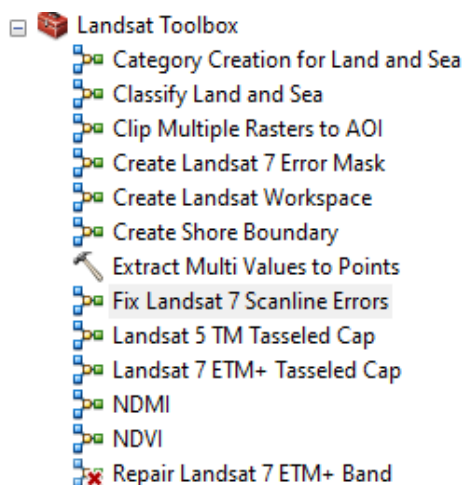 Landsat Toolbox
Category Creation for Land and Sea
Classify Land and Sea
Clip Multiple Rasters to AOI
Create Landsat 7 Error Mask
Create Landsat Workspace
Create Shore Boundary
Extract Multi Values to Points
Fix Landsat 7 Scanline Errors
Landsat 5 TM Tasseled Cap
Landsat 7 ETM+ Tasseled Cap
NDMI
NDVI
Repair Landsat 7 ETM+ Band